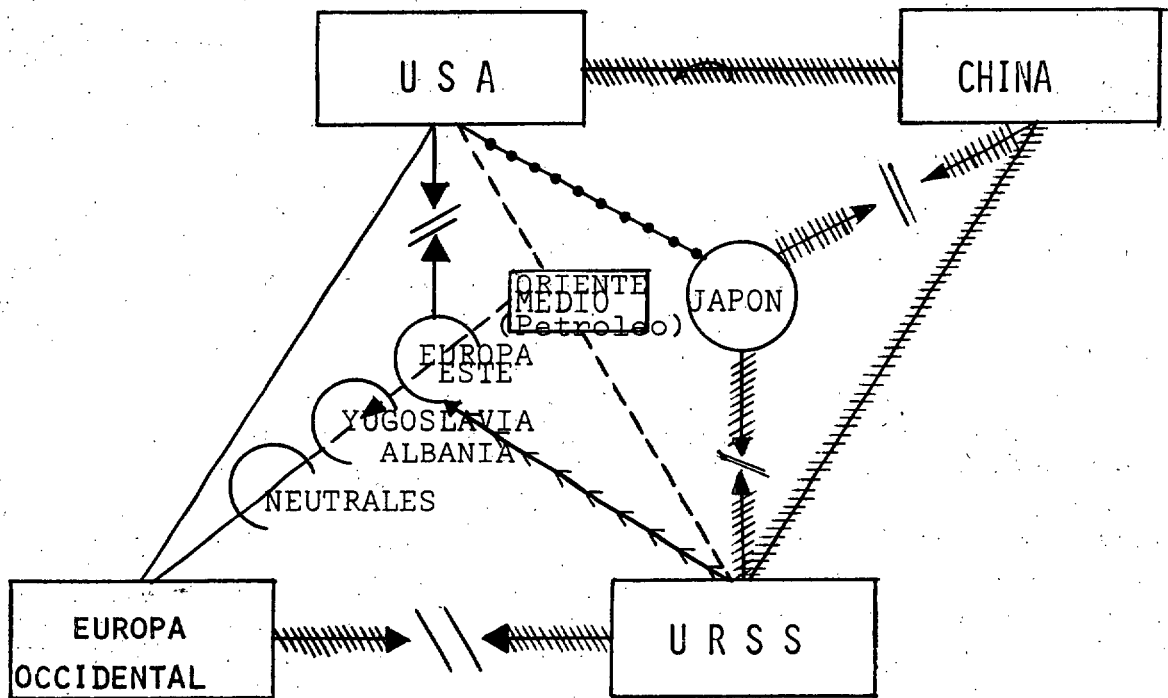 U S A
CHINA
ORIENTE
MEDIO
(Petroleo)
JAPON
EUROPA
ESTE
YUGOSLAVIA
ALBANIA
NEUTRALES
EUROPA
OCCIDENTAL
U R S S